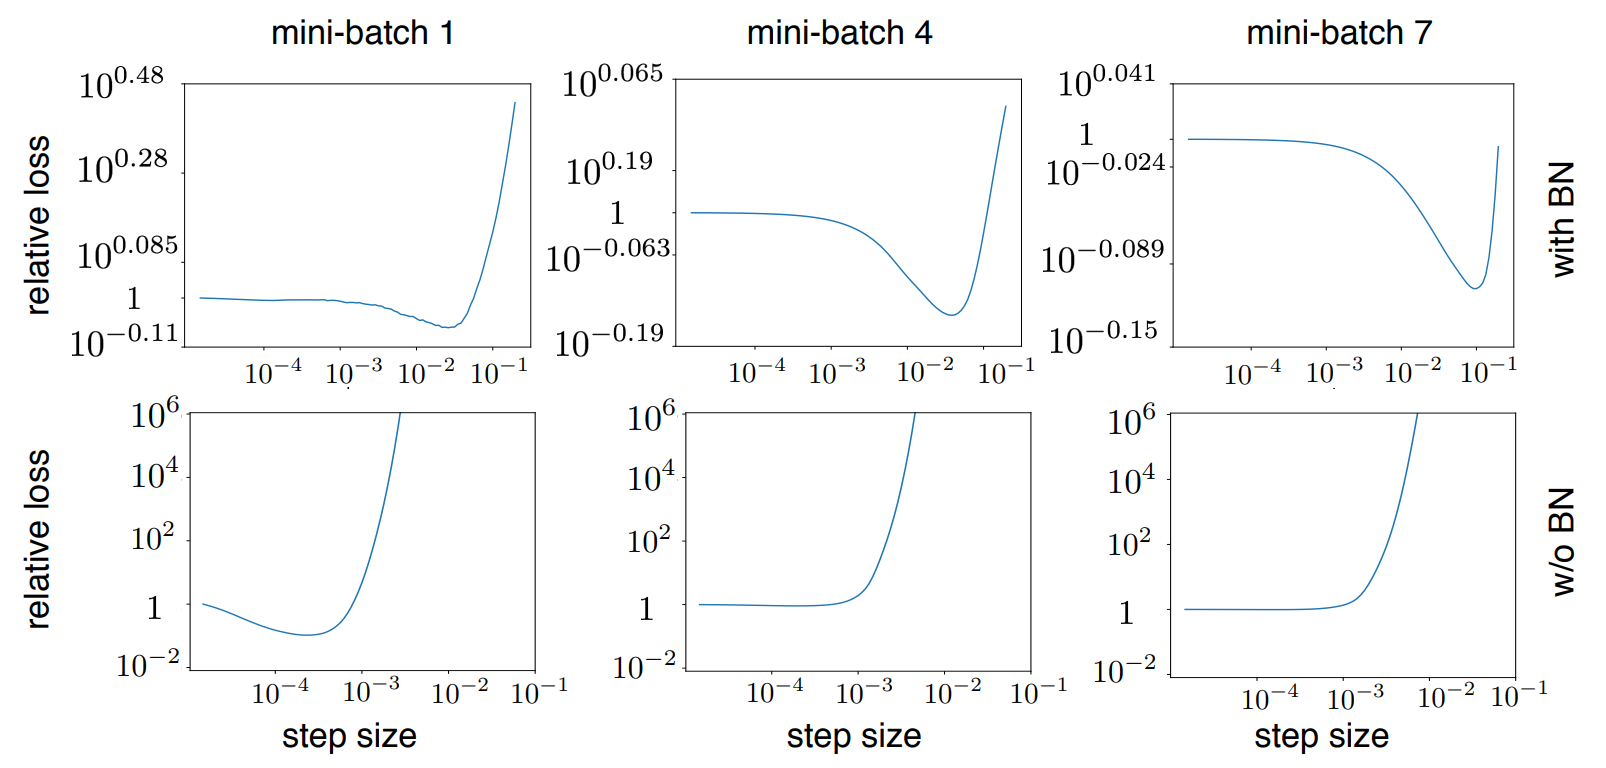 mini-batch 1 mini-batch 4 mini-batch 7
relative loss
10^0.48
10^0.28
10^0.085
1
10^−0.11
10^−4 10^−3 10^−2 10^−1
10^0.065
10^0.19
1
10^−0.063
10^−0.19
10^−4 10^−3 10^−2 10^−1
10^0.041
1
10^−0.024
10^−0.089
10^−0.15
10^−4 10^−3 10^−2 10^−1
with BN
relative loss
10^6
10^4
10^2
1
10^−2
10^−4 10^−3 10^−2 10^−1
step size
10^6
10^4
10^2
1
10^−2
10^−4 10^−3 10^−2 10^−1
step size
10^6
10^4
10^2
1
10^−2
10^−4 10^−3 10^−2 10^−1
step size
w/o BN